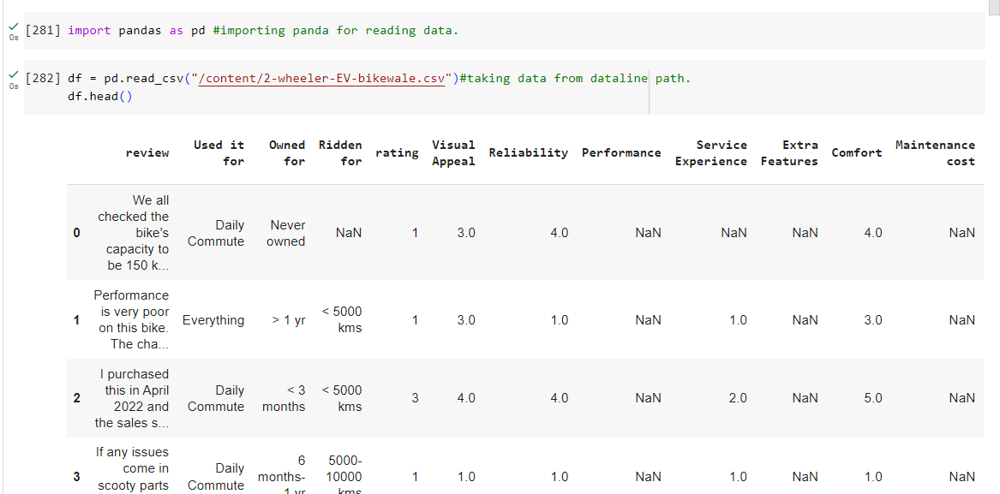 [281] import pandas as pd #importing panda for reading data.
0s
[282] df = pd.read_csv("/content/2-wheeler-EV-bikewale.csv")#taking data from dataline path.
0s
df.head()
review Used it for Owned for Ridden for rating Visual Appeal Reliability Performance Service Experience Extra Features Comfort Maintenance cost
0 We all checked the bike's capacity to be 150 k... Daily Commute Never owned NaN 1 3.0 4.0 NaN NaN NaN 4.0 NaN
1 Performance is very poor on this bike. The cha... Everything > 1 yr < 5000 kms 1 3.0 1.0 NaN 1.0 NaN 3.0 NaN
2 I purchased this in April 2022 and the sales s... Daily Commute < 3 months < 5000 kms 3 4.0 4.0 NaN 2.0 NaN 5.0 NaN
3 If any issues come in scooty parts Daily Commute 6 months-1 yr 5000-10000 kms 1 1.0 1.0 NaN 1.0 NaN 1.0 NaN